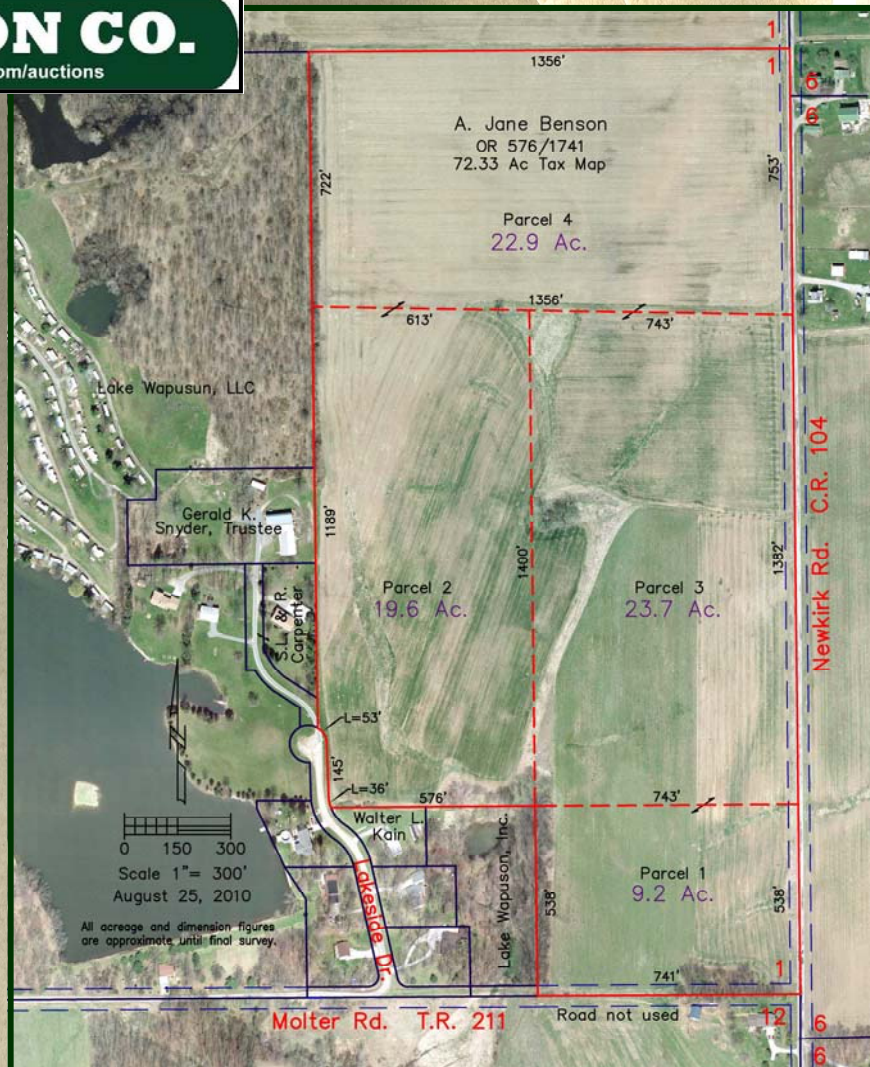 ON CO.
om/auctions
1356'
1
1
6
6
A. Jane Benson
OR 576/1741
72.33 Ac Tax Map
722'
753'
Parcel 4
22.9 Ac.
1356'
613'
743'
Lake Wapusun, LLC
Newkirk Rd. C.R. 104
Gerald K.
Snyder, Trustee
1189'
1400'
1382'
S.L. & R.
Carpenter
Parcel 2
19.6 Ac.
Parcel 3
23.7 Ac.
L=53'
145'
L=36'
576'
743'
Walter L.
Kain
Lake Wapuson, Inc.
0 150 300
Scale 1"= 300'
August 25, 2010
All acreage and dimension figures
are approximate until final survey.
Lakeside Dr.
538'
Parcel 1
9.2 Ac.
538'
741'
1
Molter Rd. T.R. 211
Road not used
12
6
6